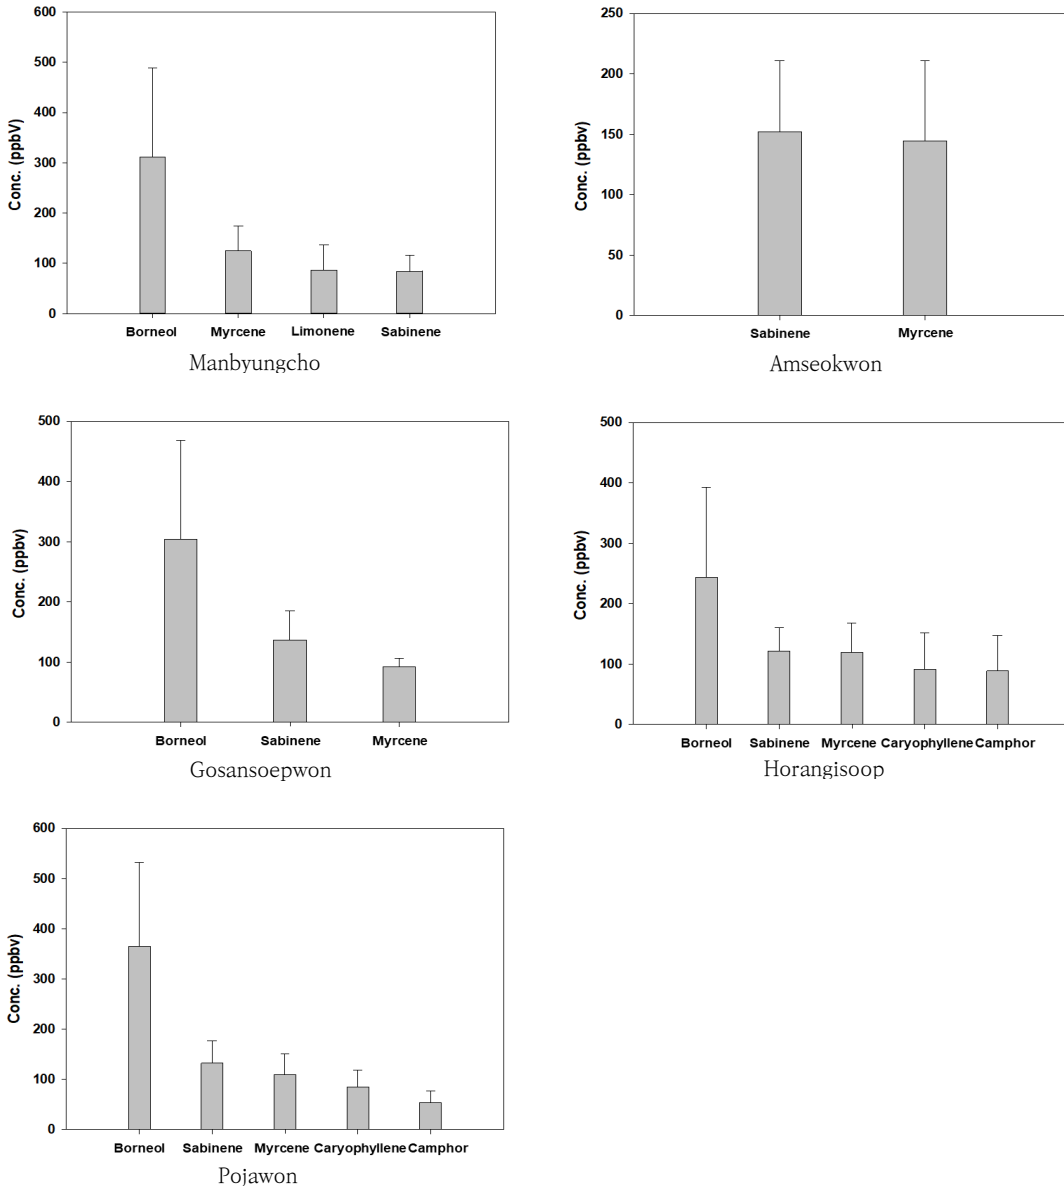 600
500
400
300
200
100
0
Conc. (ppbV)
Borneol Myrcene Limonene Sabinene
Manbyungcho
250
200
150
100
50
0
Conc. (ppbv)
Sabinene Myrcene
Amseokwon
500
400
300
200
100
0
Conc. (ppbv)
Borneol Sabinene Myrcene
Gosansoepwon
500
400
300
200
100
0
Conc. (ppbv)
Borneol Sabinene Myrcene Caryophyllene Camphor
Horangisoop
600
500
400
300
200
100
0
Conc. (ppbv)
Borneol Sabinene Myrcene Caryophyllene Camphor
Pojawon